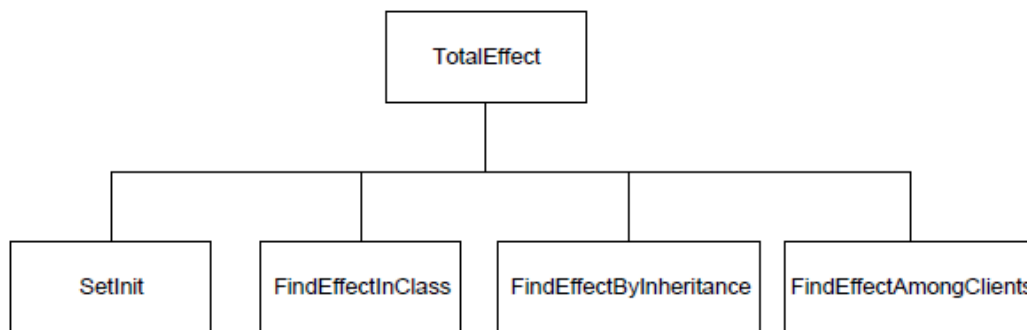 TotalEffect
SetInit
FindEffectInClass
FindEffectByInheritance
FindEffectAmongClients